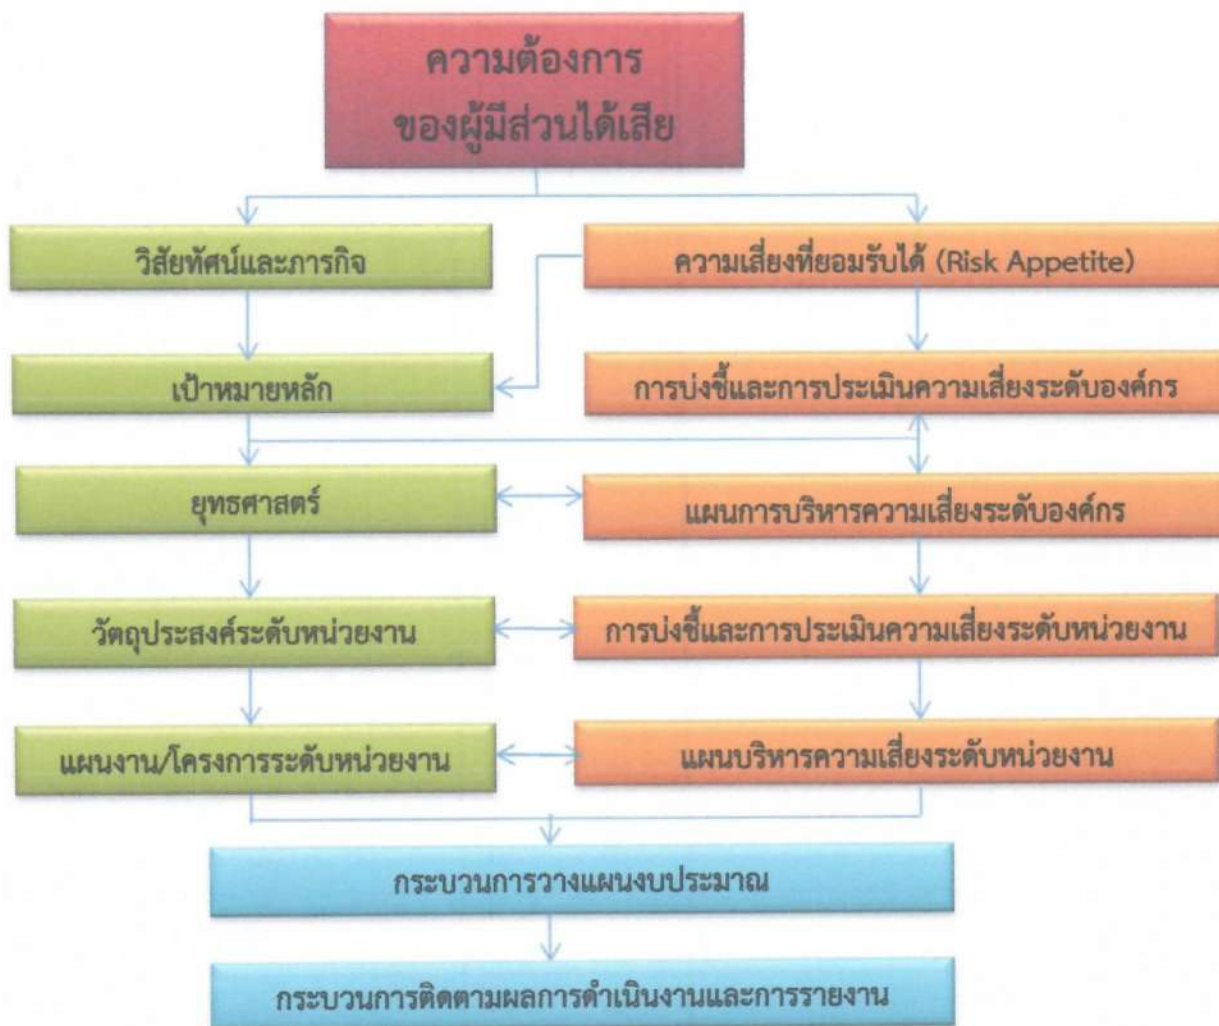 ความต้องการ
ของผู้มีส่วนได้เสีย
วิสัยทัศน์และภารกิจ
ความเสี่ยงที่ยอมรับได้ (Risk Appetite)
เป้าหมายหลัก
การบ่งชี้และการประเมินความเสี่ยงระดับองค์กร
ยุทธศาสตร์
แผนการบริหารความเสี่ยงระดับองค์กร
วัตถุประสงค์ระดับหน่วยงาน
การบ่งชี้และการประเมินความเสี่ยงระดับหน่วยงาน
แผนงาน/โครงการระดับหน่วยงาน
แผนบริหารความเสี่ยงระดับหน่วยงาน
กระบวนการวางแผนงบประมาณ
กระบวนการติดตามผลการดำเนินงานและการรายงาน